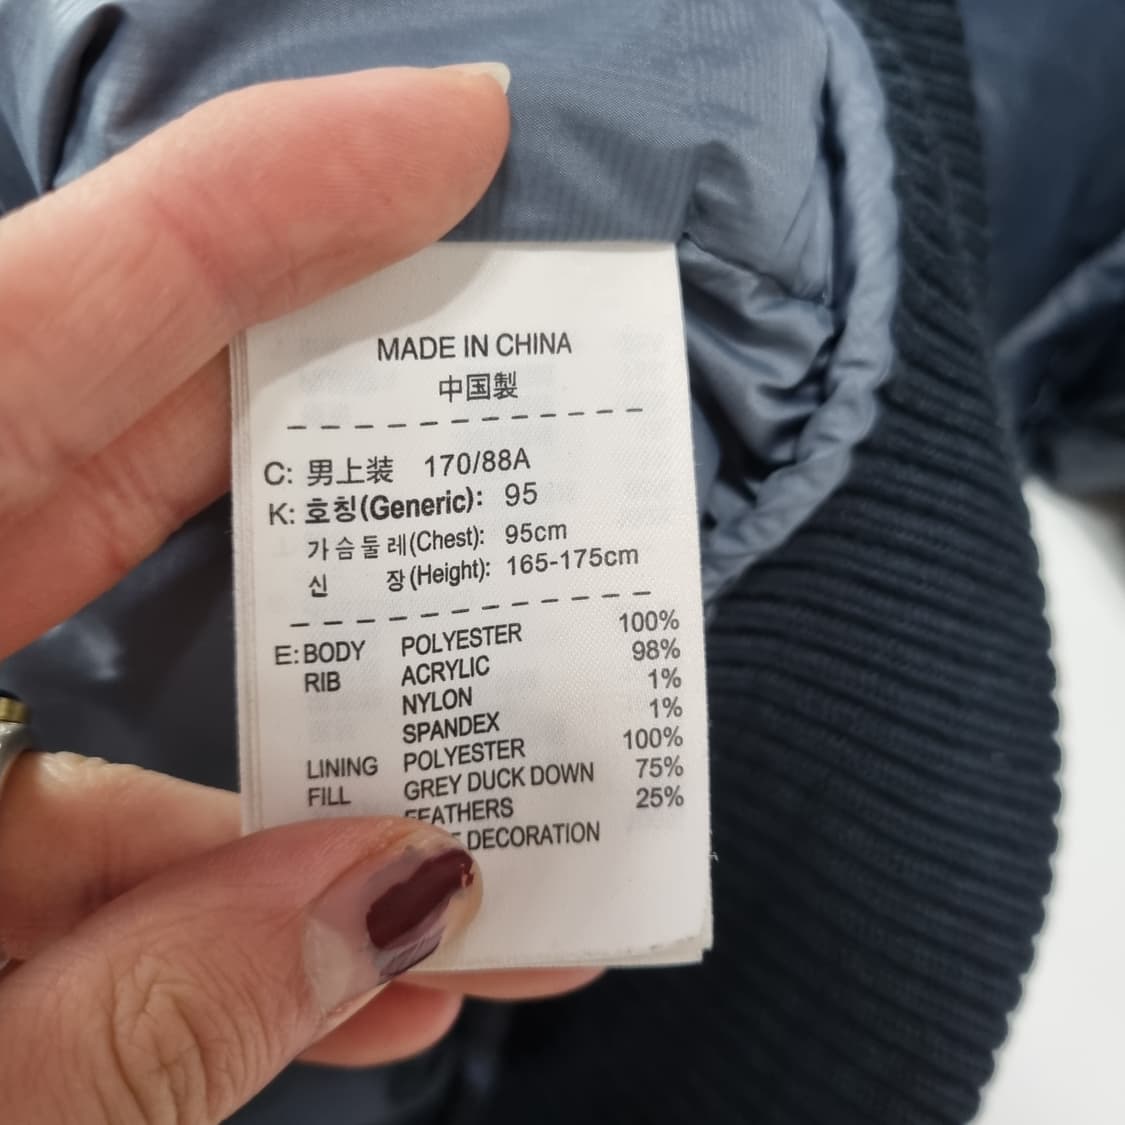 MADE IN CHINA
中国製
C: 男上装 170/88A
K: 호칭(Generic): 95
가슴둘레(Chest): 95cm
신 장(Height): 165-175cm
E: BODY POLYESTER 100%
RIB ACRYLIC 98%
NYLON 1%
SPANDEX 1%
LINING POLYESTER 100%
FILL GREY DUCK DOWN 75%
FEATHERS 25%
DECORATION